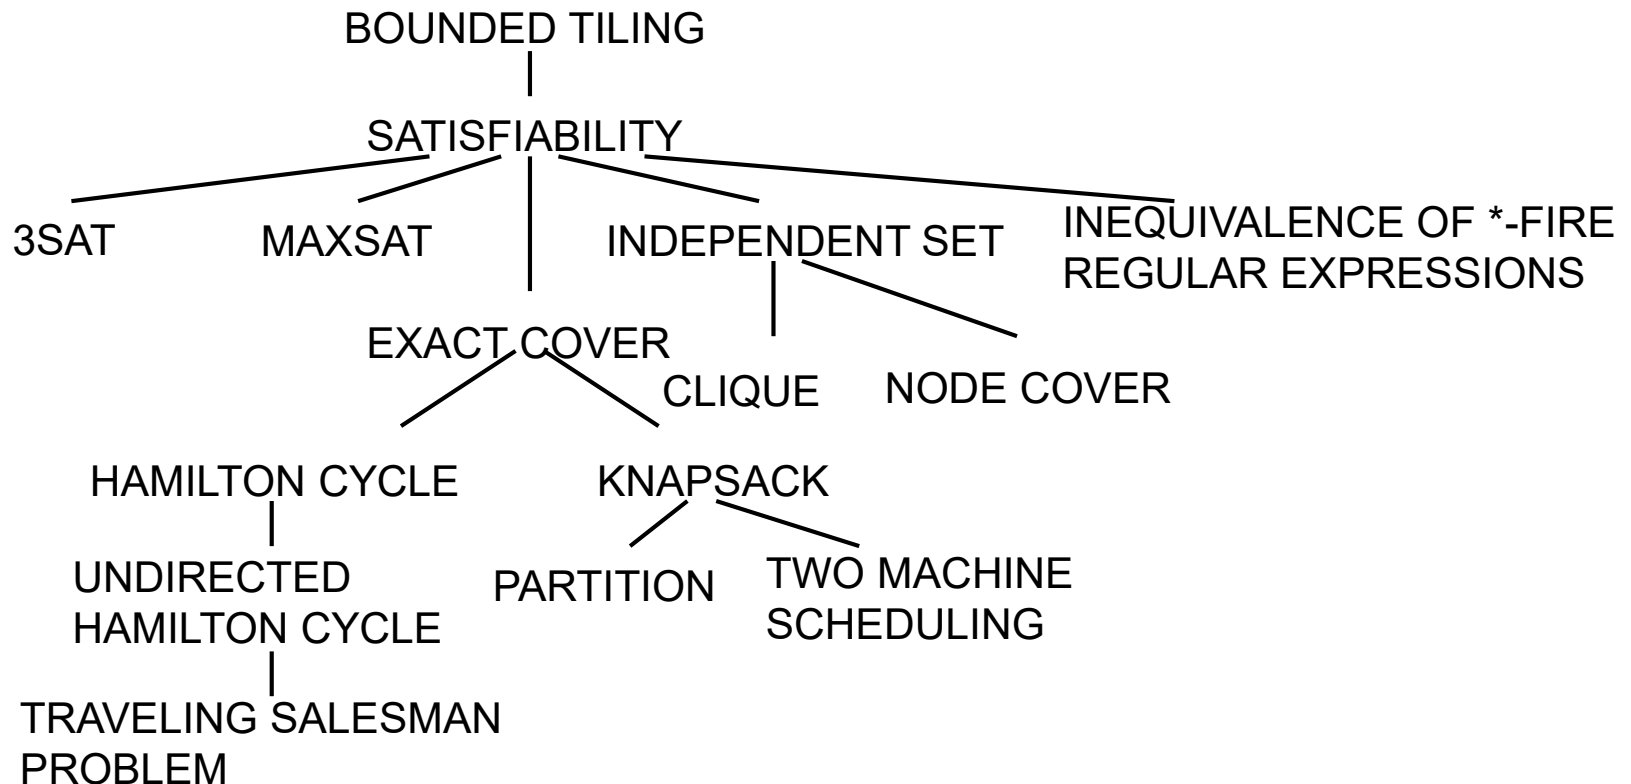 BOUNDED TILING
SATISFIABILITY
3SAT
MAXSAT
INDEPENDENT SET
INEQUIVALENCE OF *-FIRE
REGULAR EXPRESSIONS
EXACT COVER
CLIQUE
NODE COVER
HAMILTON CYCLE
KNAPSACK
UNDIRECTED
HAMILTON CYCLE
PARTITION
TWO MACHINE
SCHEDULING
TRAVELING SALESMAN
PROBLEM